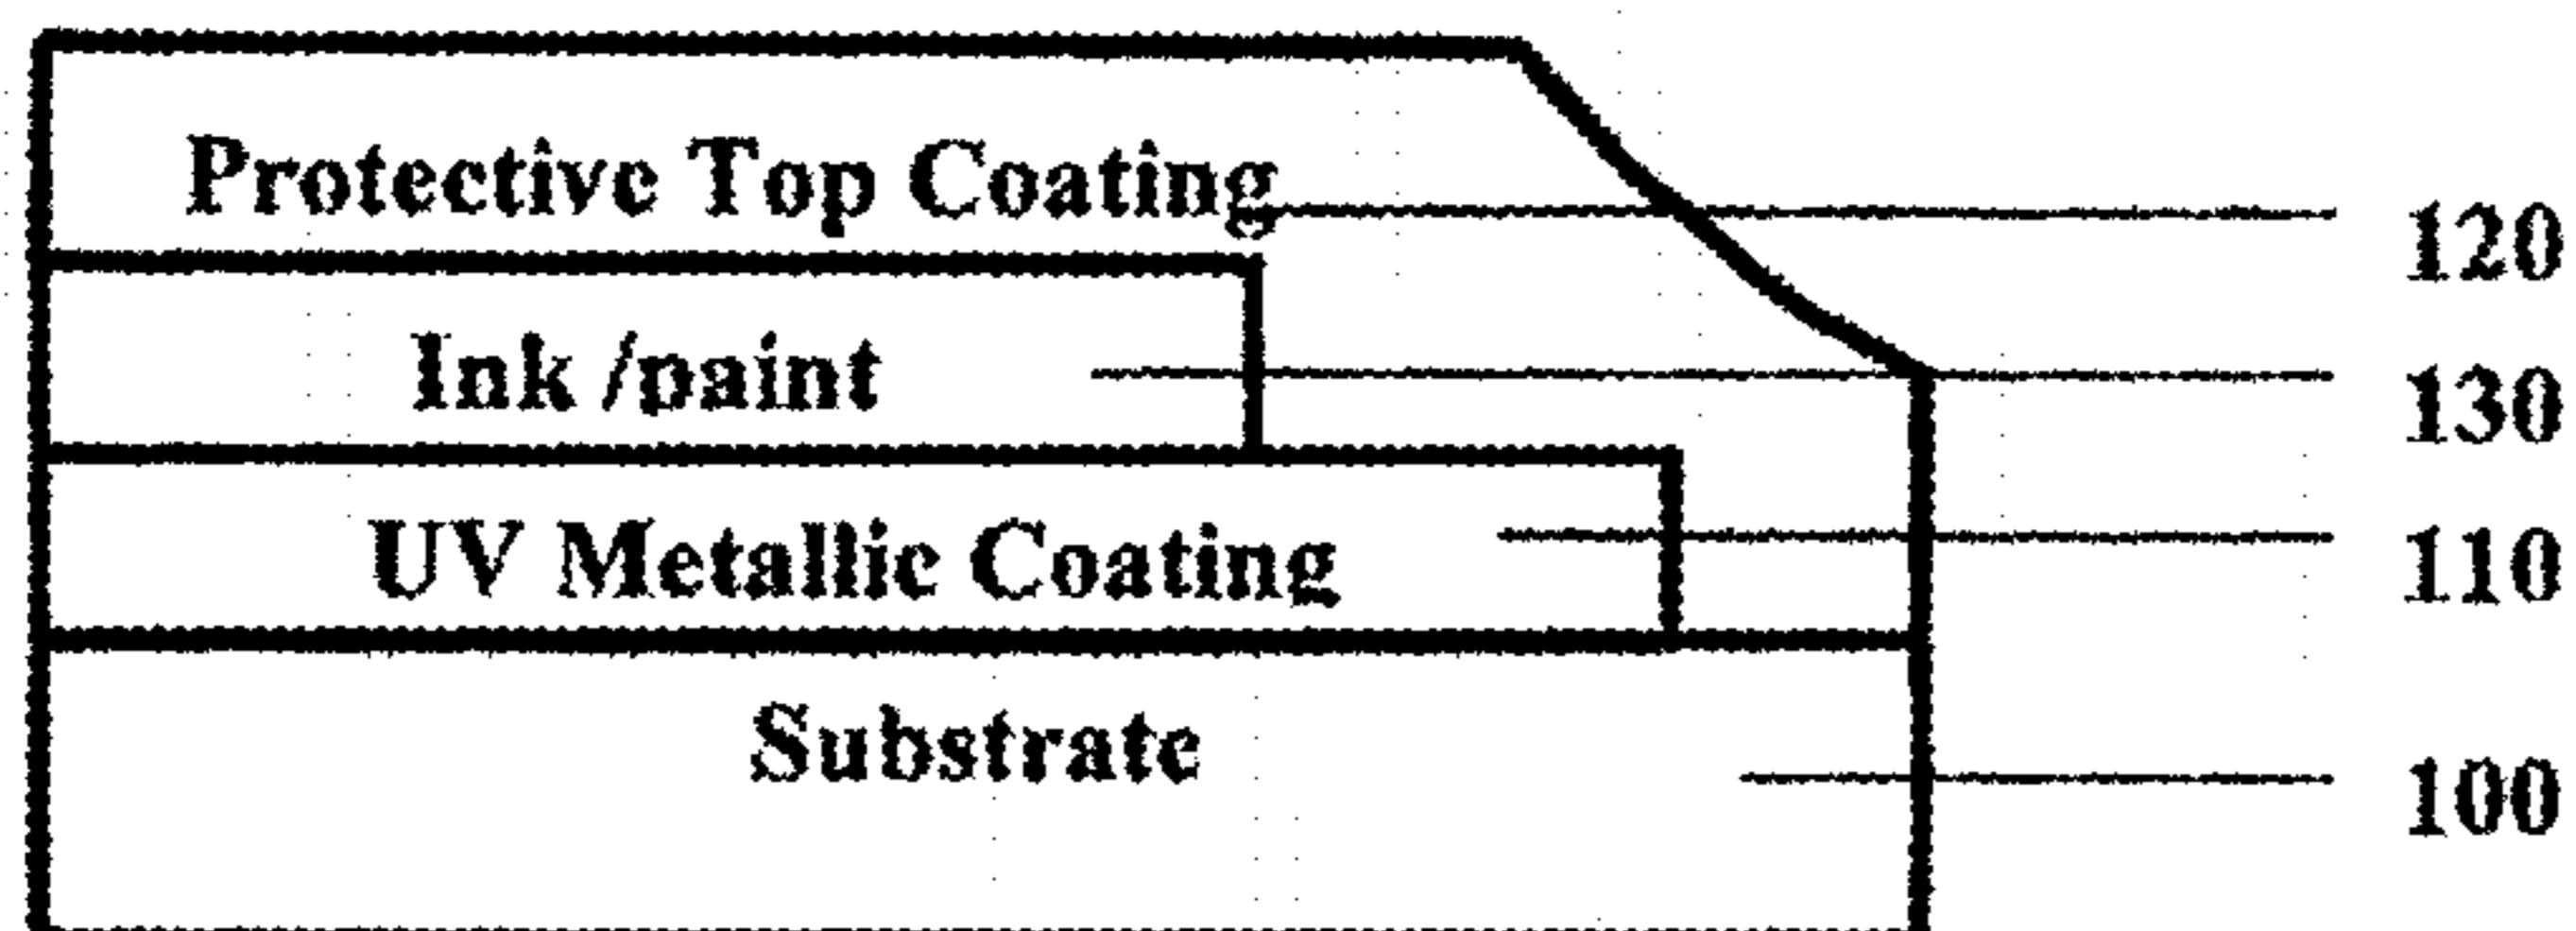 Protective Top Coating
120
Ink /paint
130
UV Metallic Coating
110
Substrate
100